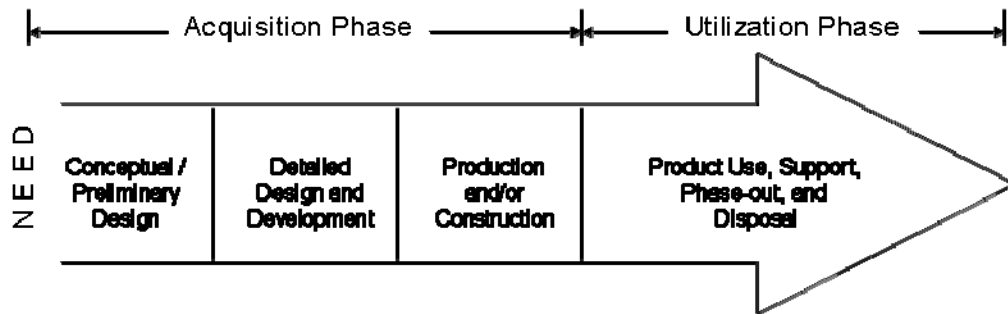 Acquisition Phase
Utilization Phase
NEED
Conceptual /
Preliminary
Design
Detailed
Design and
Development
Production
and/or
Construction
Product Use, Support,
Phase-out, and
Disposal